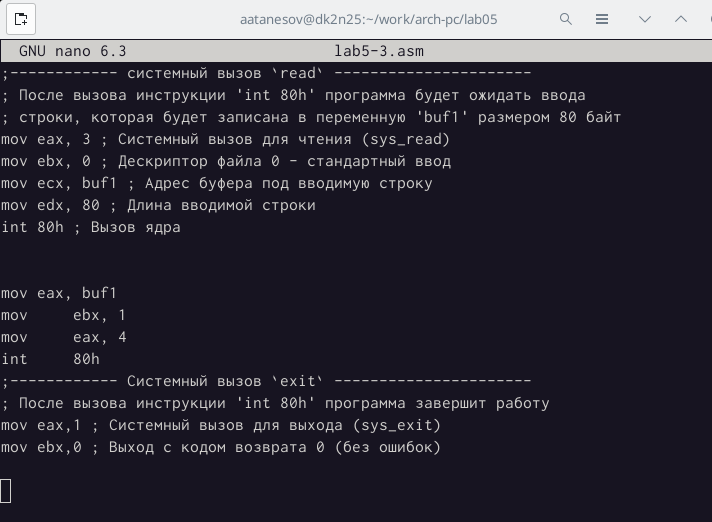 aatanesov@dk2n25:~/work/arch-pc/lab05
GNU nano 6.3 lab5-3.asm
;------------ системный вызов `read` ----------------------
; После вызова инструкции 'int 80h' программа будет ожидать ввода
; строки, которая будет записана в переменную 'buf1' размером 80 байт
mov eax, 3 ; Системный вызов для чтения (sys_read)
mov ebx, 0 ; Дескриптор файла 0 - стандартный ввод
mov ecx, buf1 ; Адрес буфера под вводимую строку
mov edx, 80 ; Длина вводимой строки
int 80h ; Вызов ядра
mov eax, buf1
mov     ebx, 1
mov     eax, 4
int     80h
;------------ Системный вызов `exit` ----------------------
; После вызова инструкции 'int 80h' программа завершит работу
mov eax,1 ; Системный вызов для выхода (sys_exit)
mov ebx,0 ; Выход с кодом возврата 0 (без ошибок)